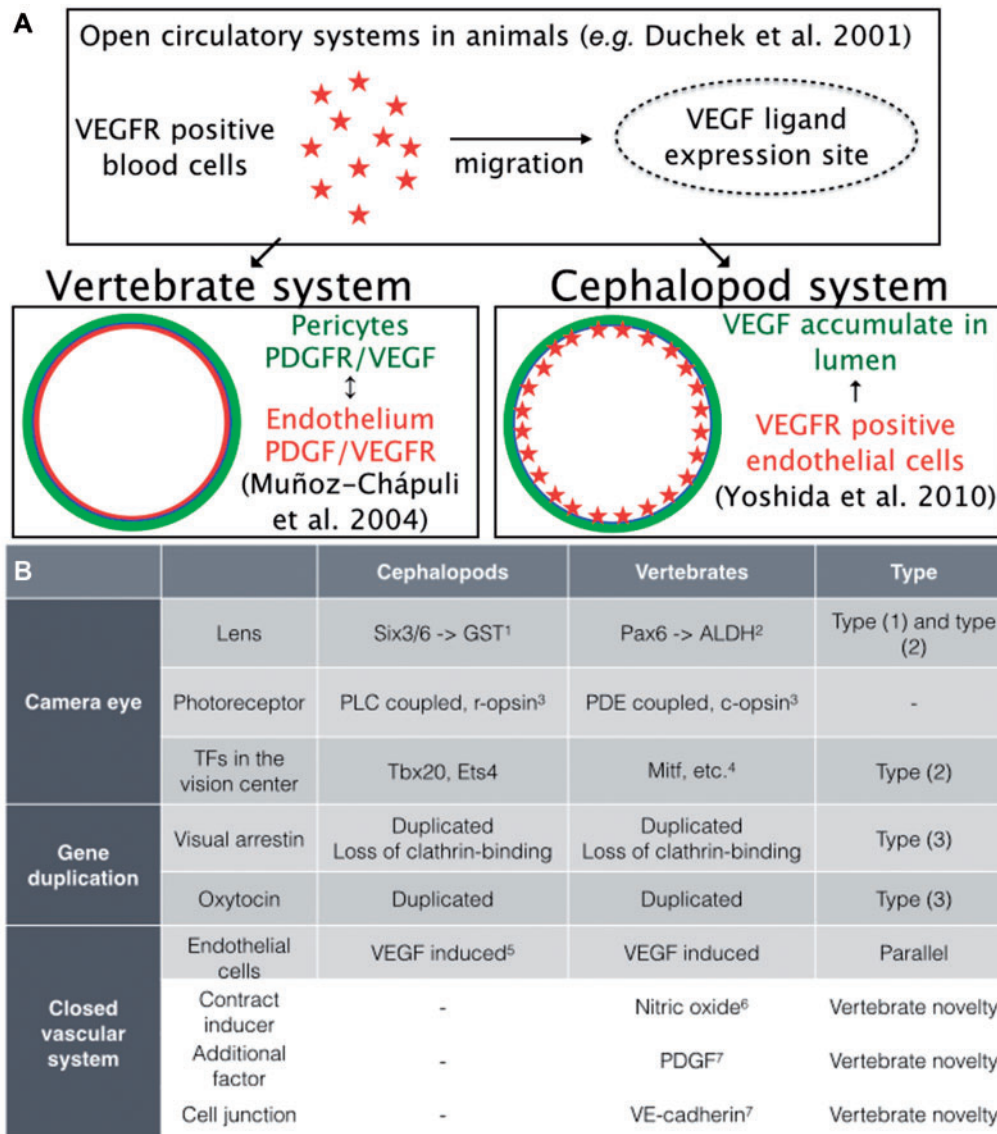 A
Open circulatory systems in animals (e.g. Duchek et al. 2001)
VEGFR positive
blood cells
migration
VEGF ligand
expression site
Vertebrate system
Pericytes
PDGFR/VEGF
↕
Endothelium
PDGF/VEGFR
(Muñoz-Chápuli
et al. 2004)
Cephalopod system
VEGF accumulate in
lumen
↑
VEGFR positive
endothelial cells
(Yoshida et al. 2010)
B
Cephalopods Vertebrates Type
Camera eye
Lens Six3/6 -> GST¹ Pax6 -> ALDH² Type (1) and type
(2)
Photoreceptor PLC coupled, r-opsin³ PDE coupled, c-opsin³ -
TFs in the
vision center Tbx20, Ets4 Mitf, etc.⁴ Type (2)
Gene
duplication
Visual arrestin Duplicated Duplicated Type (3)
Loss of clathrin-binding Loss of clathrin-binding
Oxytocin Duplicated Duplicated Type (3)
Closed
vascular
system
Endothelial
cells VEGF induced⁵ VEGF induced Parallel
Contract
inducer - Nitric oxide⁶ Vertebrate novelty
Additional
factor - PDGF⁷ Vertebrate novelty
Cell junction - VE-cadherin⁷ Vertebrate novelty